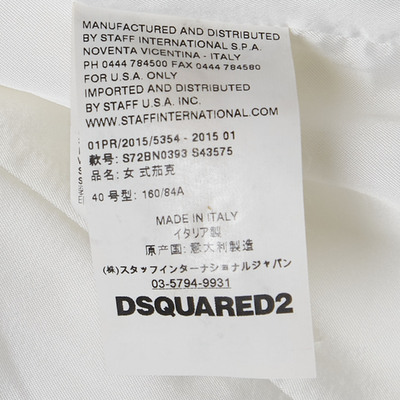 MANUFACTURED AND DISTRIBUTED
BY STAFF INTERNATIONAL S.P.A.
NOVENTA VICENTINA - ITALY
PH 0444 784500 FAX 0444 784580
FOR U.S.A. ONLY
IMPORTED AND DISTRIBUTED
BY STAFF U.S.A. INC.
WWW.STAFFINTERNATIONAL.COM
01PR/2015/5354 - 2015 01
款号: S72BN0393 S43575
品名: 女 式茄克
40 号型: 160/84A
MADE IN ITALY
イタリア製
原产国: 意大利製造
(株)スタッフインターナショナルジャパン
03-5794-9931
DSQUARED2